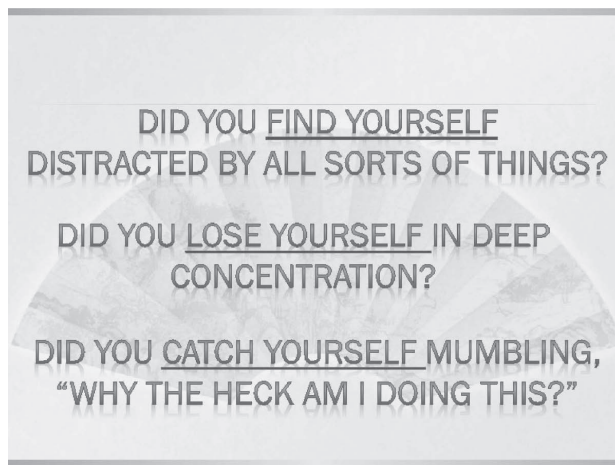 DID YOU FIND YOURSELF
DISTRACTED BY ALL SORTS OF THINGS?
DID YOU LOSE YOURSELF IN DEEP
CONCENTRATION?
DID YOU CATCH YOURSELF MUMBLING,
“WHY THE HECK AM I DOING THIS?”